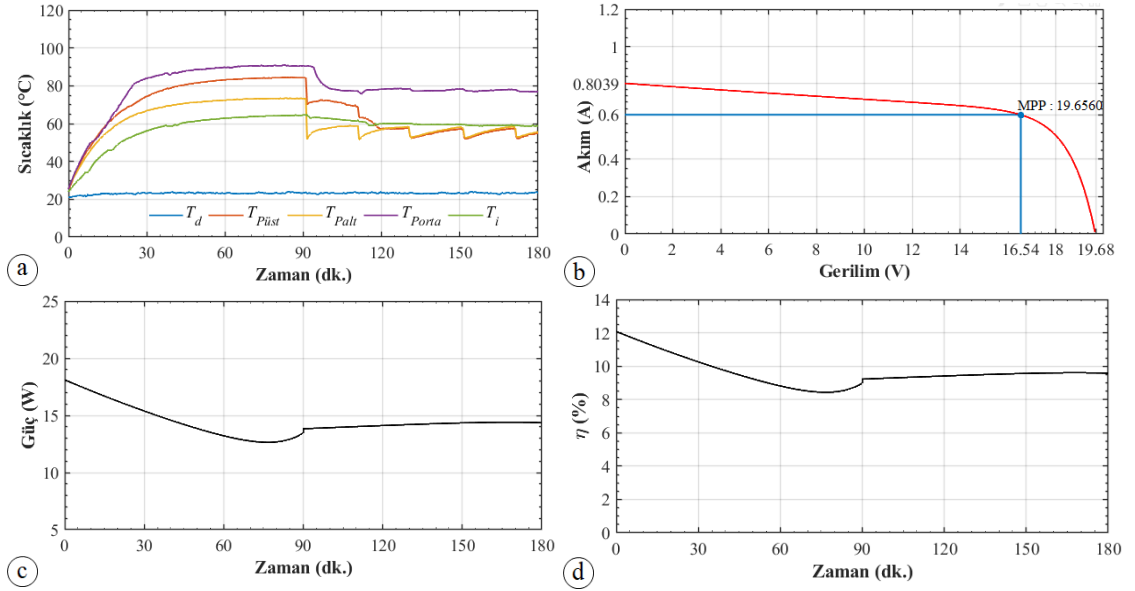 120
100
80
60
40
20
0
Sıcaklık (°C)
T_d T_Püst T_Palt T_Porta T_i
0 30 60 90 120 150 180
Zaman (dk.)
a
1.2
1
0.8039
0.6
0.4
0.2
0
Akım (A)
MPP : 19.6560
0 2 4 6 8 10 12 14 16.54 18 19.68
Gerilim (V)
b
25
20
15
10
5
Güç (W)
0 30 60 90 120 150 180
Zaman (dk.)
c
14
12
10
8
6
4
2
0
η (%)
0 30 60 90 120 150 180
Zaman (dk.)
d